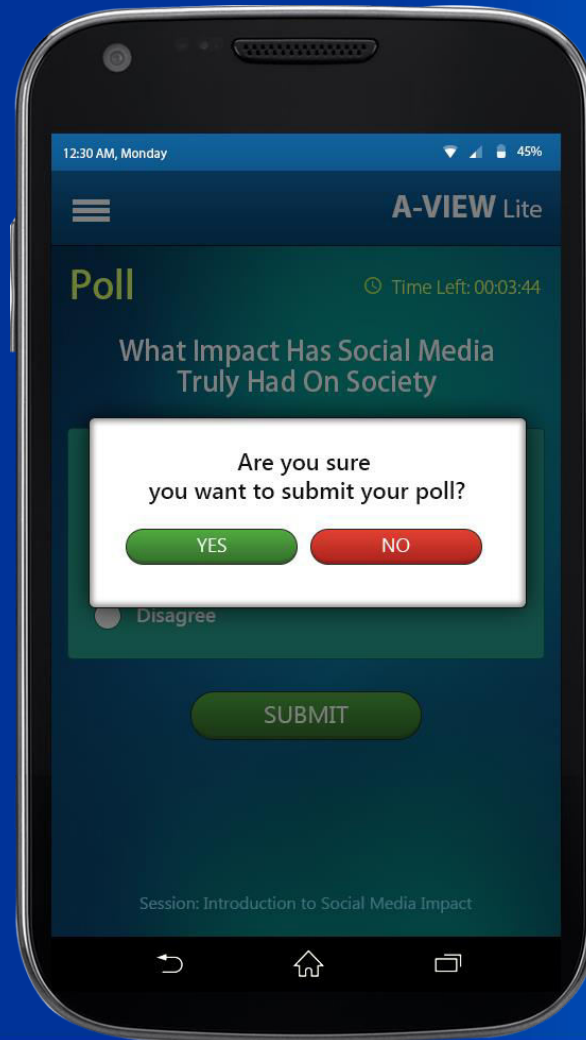 12:30 AM, Monday 45%
A-VIEW Lite
Poll
Time Left: 00:03:44
What Impact Has Social Media
Truly Had On Society
Are you sure
you want to submit your poll?
YES NO
Disagree
SUBMIT
Session: Introduction to Social Media Impact